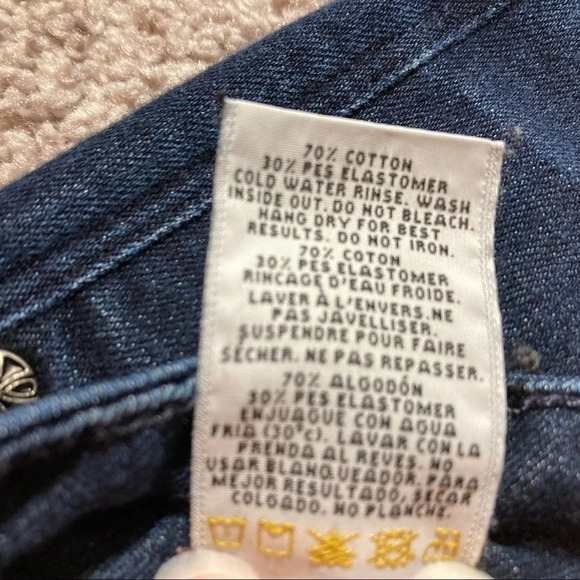 70% COTTON
30% PES ELASTOMER
COLD WATER RINSE. WASH
INSIDE OUT. DO NOT BLEACH.
HANG DRY FOR BEST
RESULTS. DO NOT IRON.
70% COTON
30% PES ELASTOMER
RINCAGE D'EAU FROIDE.
LAVER À L'ENVERS.NE
PAS JAVELLISER.
SUSPENDRE POUR FAIRE
SÉCHER. NE PAS REPASSER.
70% ALGODÓN
30% PES ELASTOMER
ENJUAGUE CON AGUA
FRIA (30°c). LAVAR CON LA
PRENDA AL REVES. NO
USAR BLANQUEADOR. PARA
MEJOR RESULTADO, SECAR
COLGADO. NO PLANCHE.